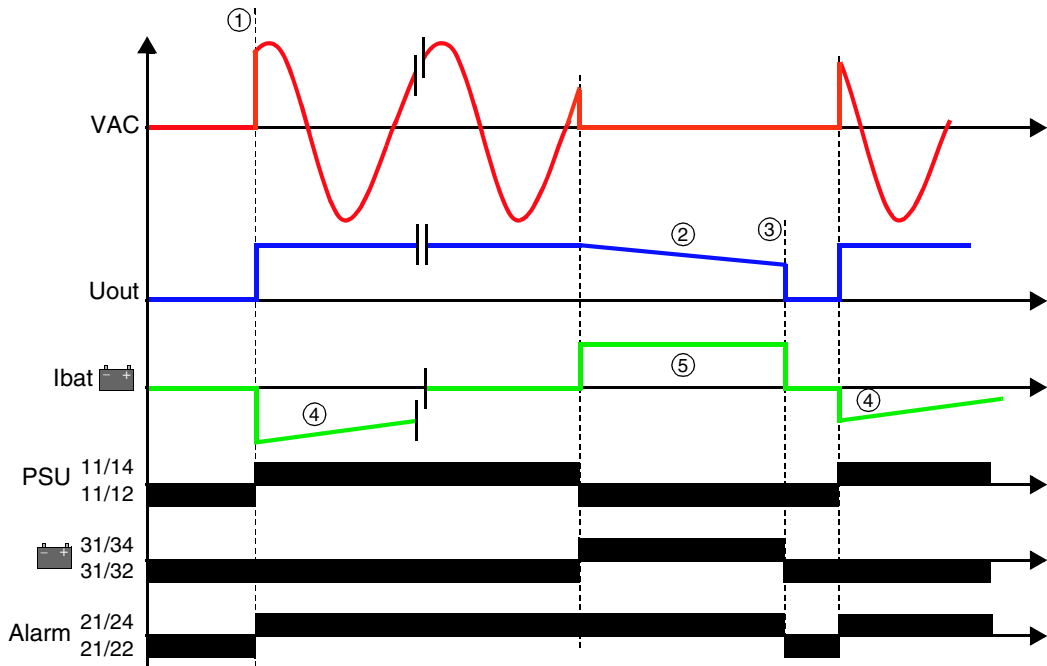 ①
VAC
②
③
Uout
Ibat - +
⑤
④
④
PSU 11/14
11/12
- + 31/34
31/32
Alarm 21/24
21/22